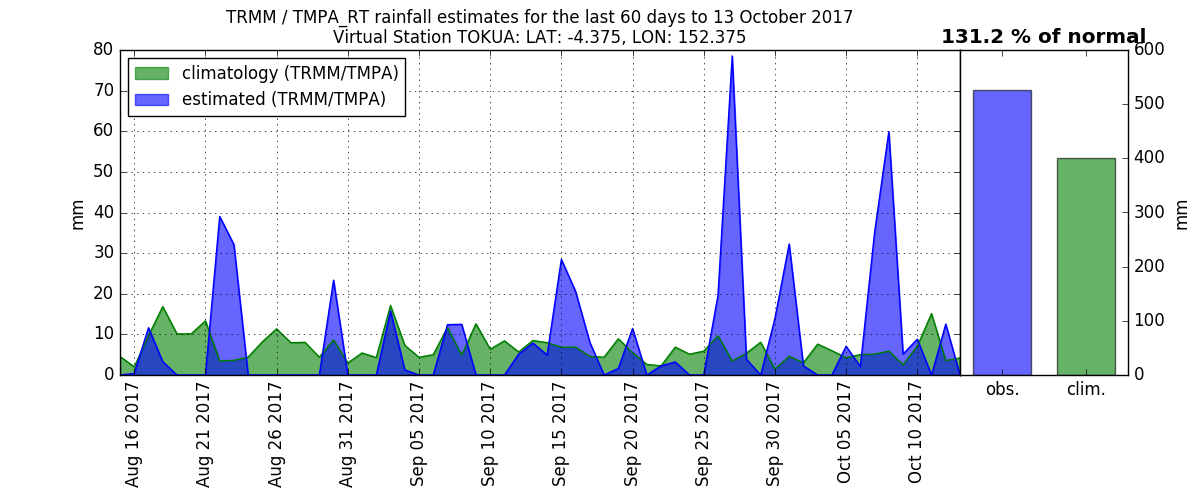 TRMM / TMPA_RT rainfall estimates for the last 60 days to 13 October 2017
Virtual Station TOKUA: LAT: -4.375, LON: 152.375
131.2 % of normal
climatology (TRMM/TMPA)
estimated (TRMM/TMPA)
mm
80
70
60
50
40
30
20
10
0
Aug 16 2017
Aug 21 2017
Aug 26 2017
Aug 31 2017
Sep 05 2017
Sep 10 2017
Sep 15 2017
Sep 20 2017
Sep 25 2017
Sep 30 2017
Oct 05 2017
Oct 10 2017
obs.
clim.
600
500
400
300
200
100
0
mm